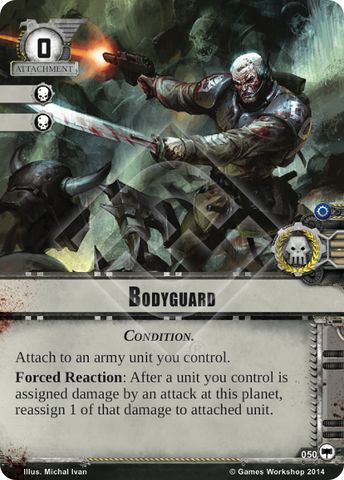 0
ATTACHMENT
BODYGUARD
CONDITION.
Attach to an army unit you control.
Forced Reaction: After a unit you control is
assigned damage by an attack at this planet,
reassign 1 of that damage to attached unit.
050
Illus. Michal Ivan
© Games Workshop 2014